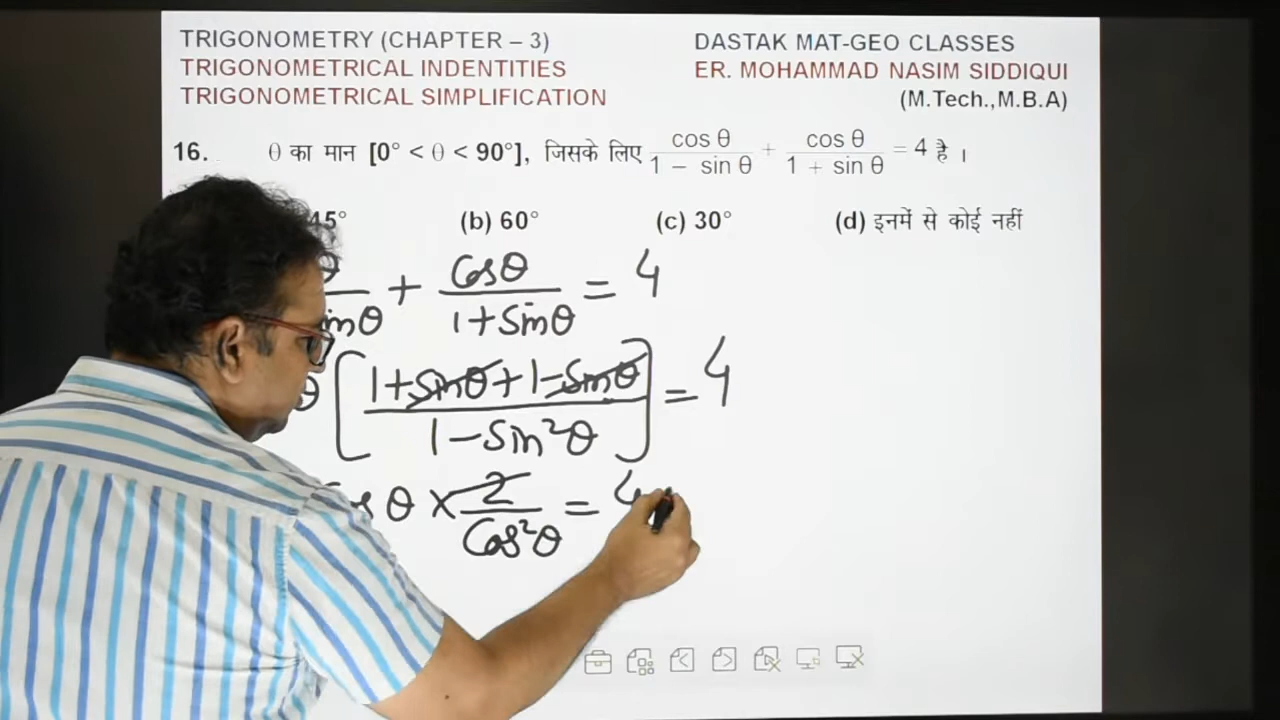 TRIGONOMETRY (CHAPTER – 3)
DASTAK MAT-GEO CLASSES
TRIGONOMETRICAL INDENTITIES
ER. MOHAMMAD NASIM SIDDIQUI
TRIGONOMETRICAL SIMPLIFICATION
(M.Tech.,M.B.A)
16. θ का मान [0° < θ < 90°], जिसके लिए cos θ / 1 − sin θ + cos θ / 1 + sin θ = 4 है ।
45° (b) 60° (c) 30° (d) इनमें से कोई नहीं
+ Cosθ / 1+Sinθ = 4
[1+Sinθ+1-Sinθ / 1-Sin²θ] = 4
θ × 2 / Cos²θ = 4